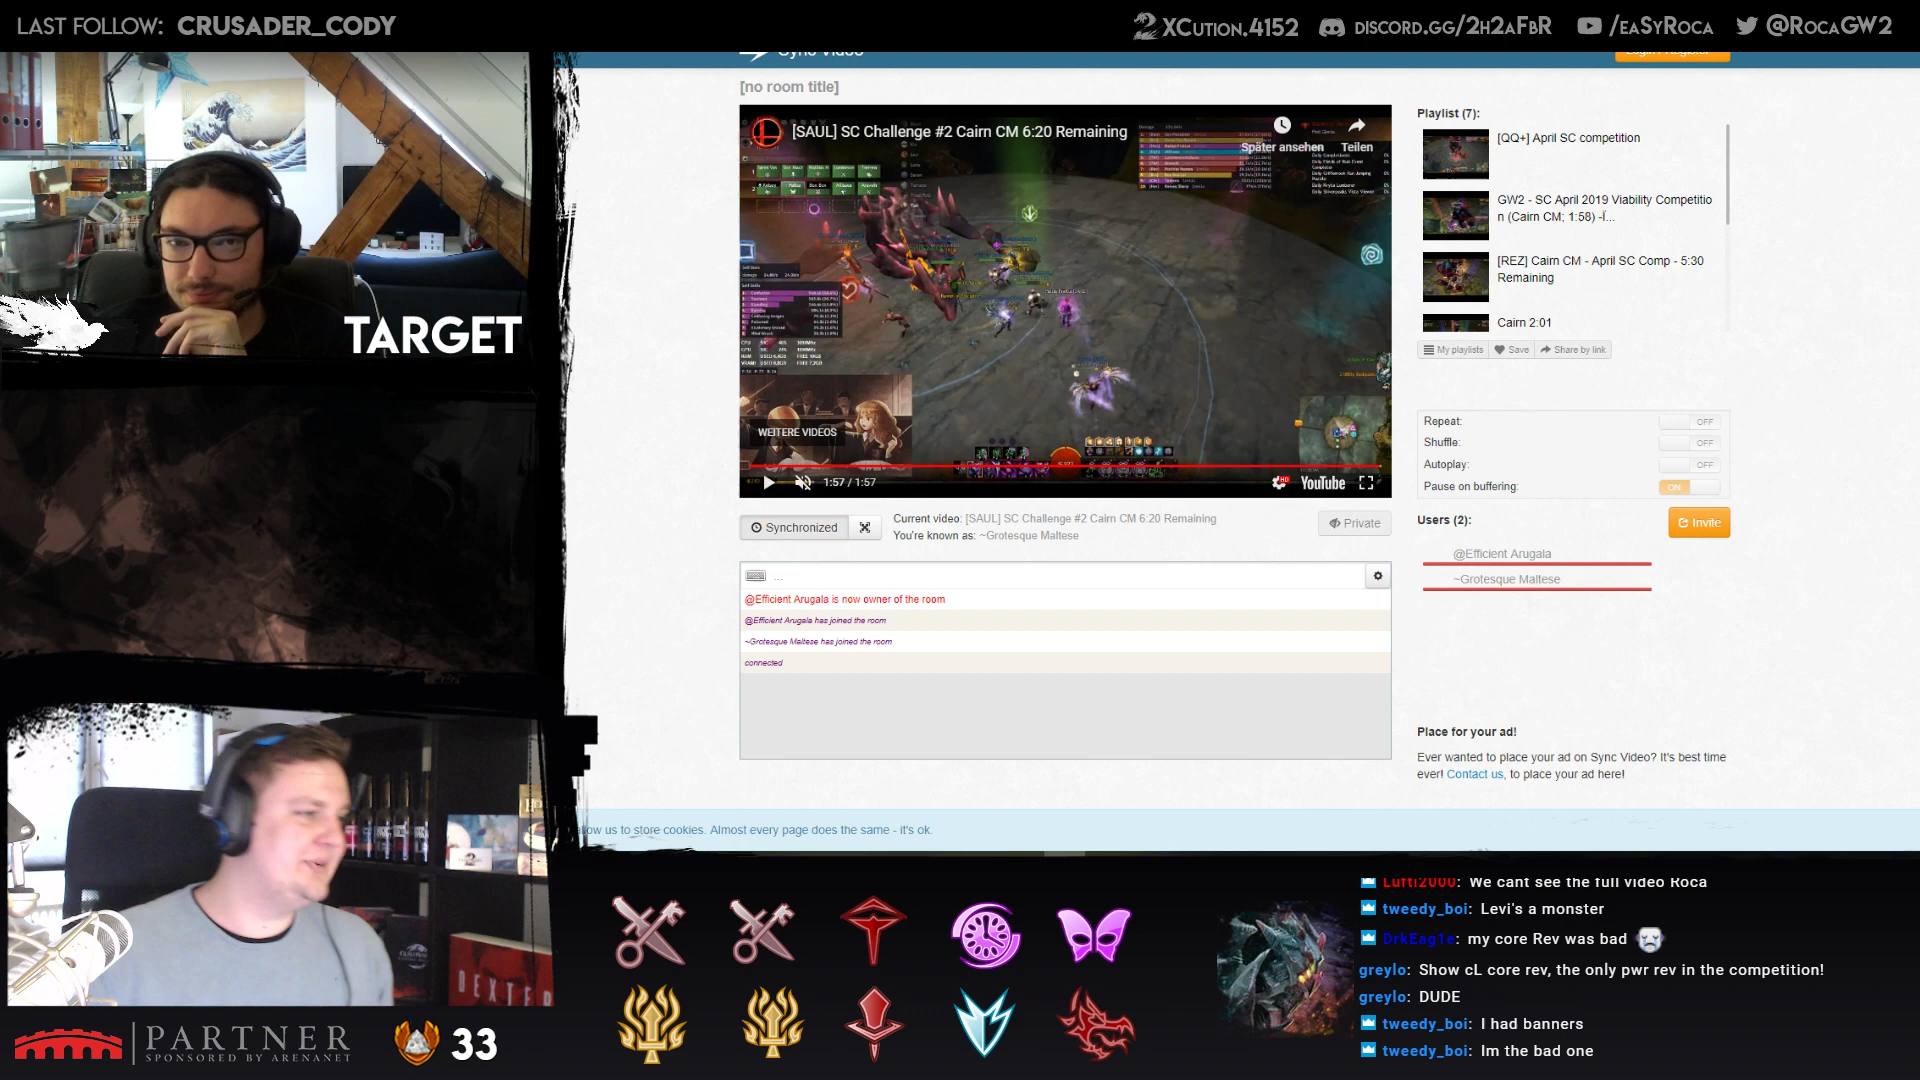 LAST FOLLOW: CRUSADER_CODY
XCution.4152
discord.gg/2h2aFbR
/eaSyRoca
@RocaGW2
Sync Video
[no room title]
[SAUL] SC Challenge #2 Cairn CM 6:20 Remaining
Später ansehen
Teilen
WEITERE VIDEOS
1:57 / 1:57
HD
YouTube
Playlist (7):
[QQ+] April SC competition
GW2 - SC April 2019 Viability Competitio
n (Cairn CM; 1:58) -Ï...
[REZ] Cairn CM - April SC Comp - 5:30
Remaining
Cairn 2:01
My playlists
Save
Share by link
Repeat: OFF
Shuffle: OFF
Autoplay: OFF
Pause on buffering: ON
Synchronized
Current video: [SAUL] SC Challenge #2 Cairn CM 6:20 Remaining
You're known as: ~Grotesque Maltese
Private
Users (2):
Invite
@Efficient Arugala
~Grotesque Maltese
...
@Efficient Arugala is now owner of the room
@Efficient Arugala has joined the room
~Grotesque Maltese has joined the room
connected
Place for your ad!
Ever wanted to place your ad on Sync Video? It's best time
ever! Contact us, to place your ad here!
us to store cookies. Almost every page does the same - it's ok.
TARGET
DEXTER
PARTNER
SPONSORED BY ARENANET
33
Lufti2000: We cant see the full video Roca
tweedy_boi: Levi's a monster
DrkEag1e: my core Rev was bad
greylo: Show cL core rev, the only pwr rev in the competition!
greylo: DUDE
tweedy_boi: I had banners
tweedy_boi: Im the bad one